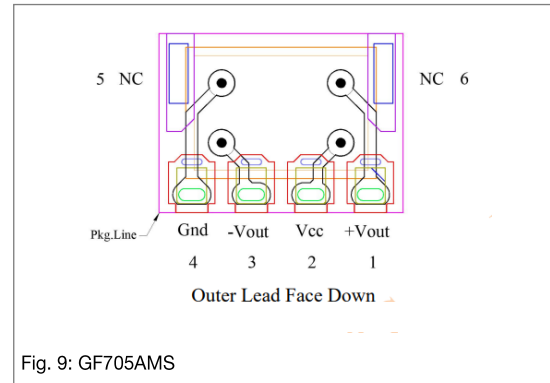 5 NC
NC 6
Pkg.Line
Gnd -Vout Vcc +Vout
4 3 2 1
Outer Lead Face Down
Fig. 9: GF705AMS